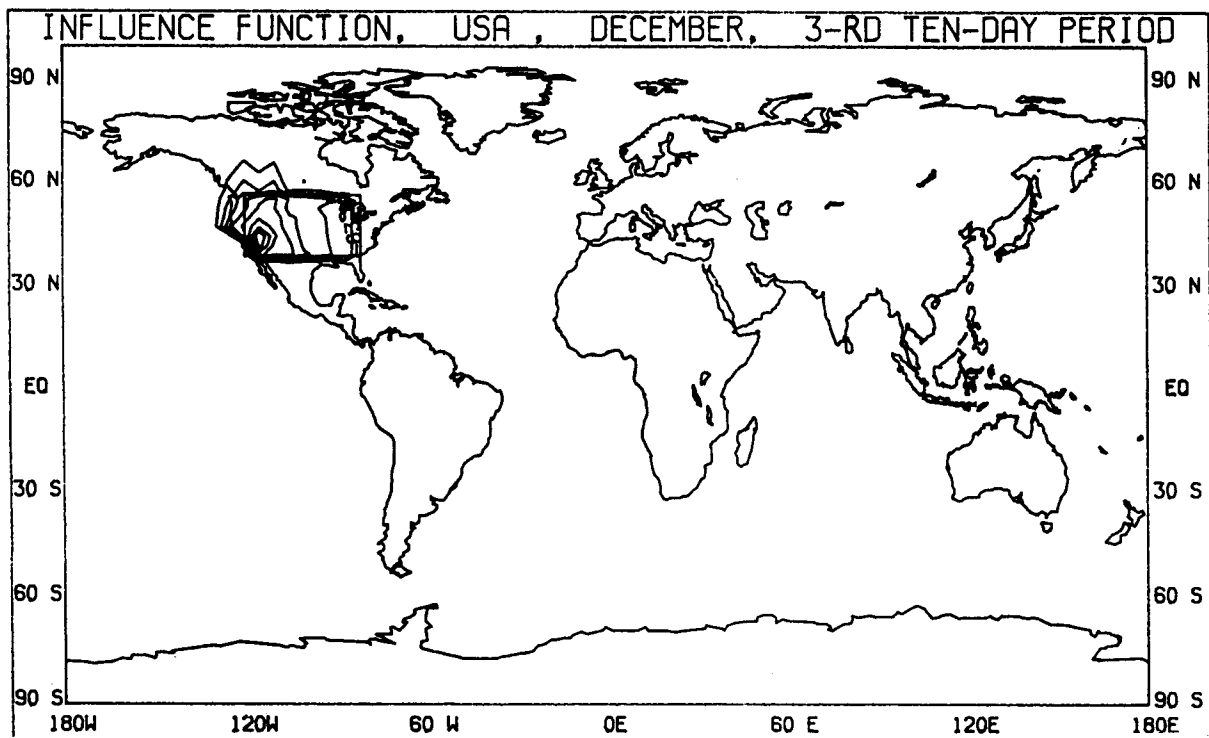 INFLUENCE FUNCTION, USA , DECEMBER, 3-RD TEN-DAY PERIOD
90 N 90 N
60 N 60 N
30 N 30 N
EQ EQ
30 S 30 S
60 S 60 S
90 S 90 S
180W 120W 60 W 0E 60 E 120E 180E